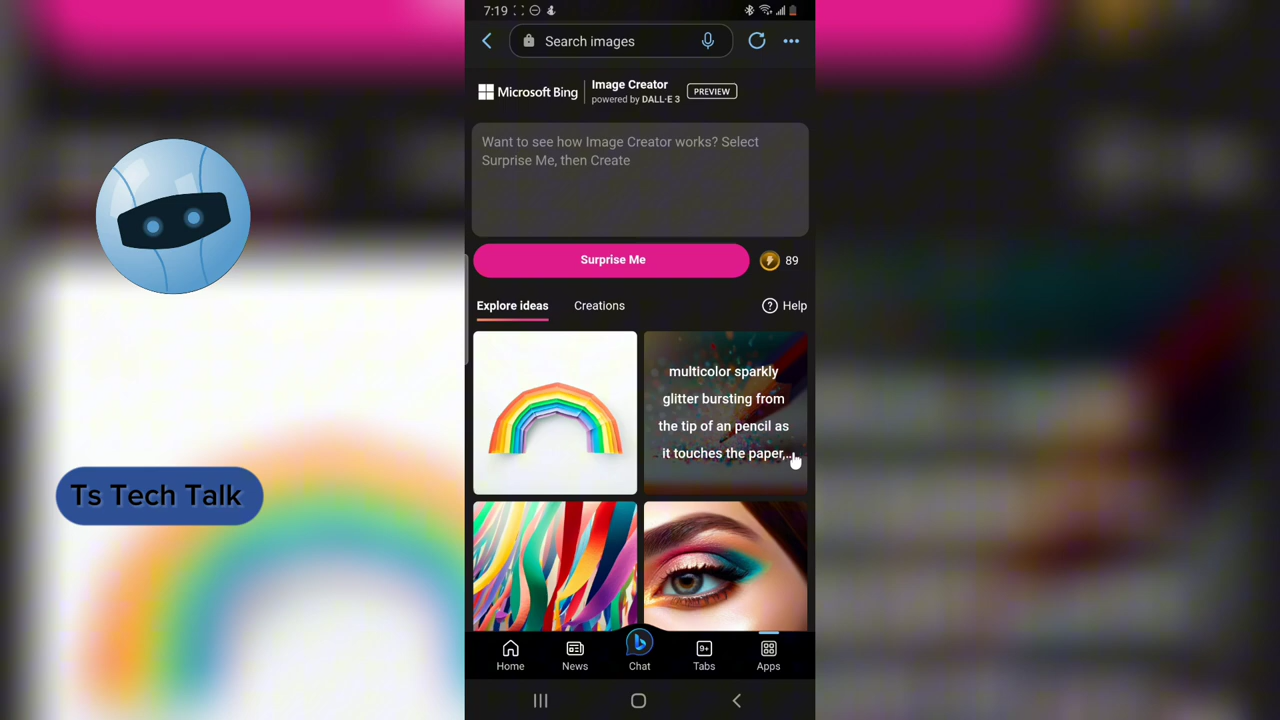 7:19
Search images
Microsoft Bing
Image Creator
powered by DALL·E 3
PREVIEW
Want to see how Image Creator works? Select
Surprise Me, then Create
Surprise Me
89
Explore ideas
Creations
? Help
multicolor sparkly
glitter bursting from
the tip of an pencil as
it touches the paper,...
Ts Tech Talk
9+
Home
News
Chat
Tabs
Apps